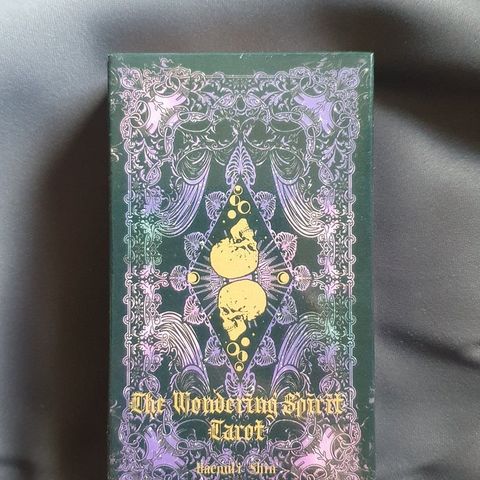 The Wondering Spirit
Tarot